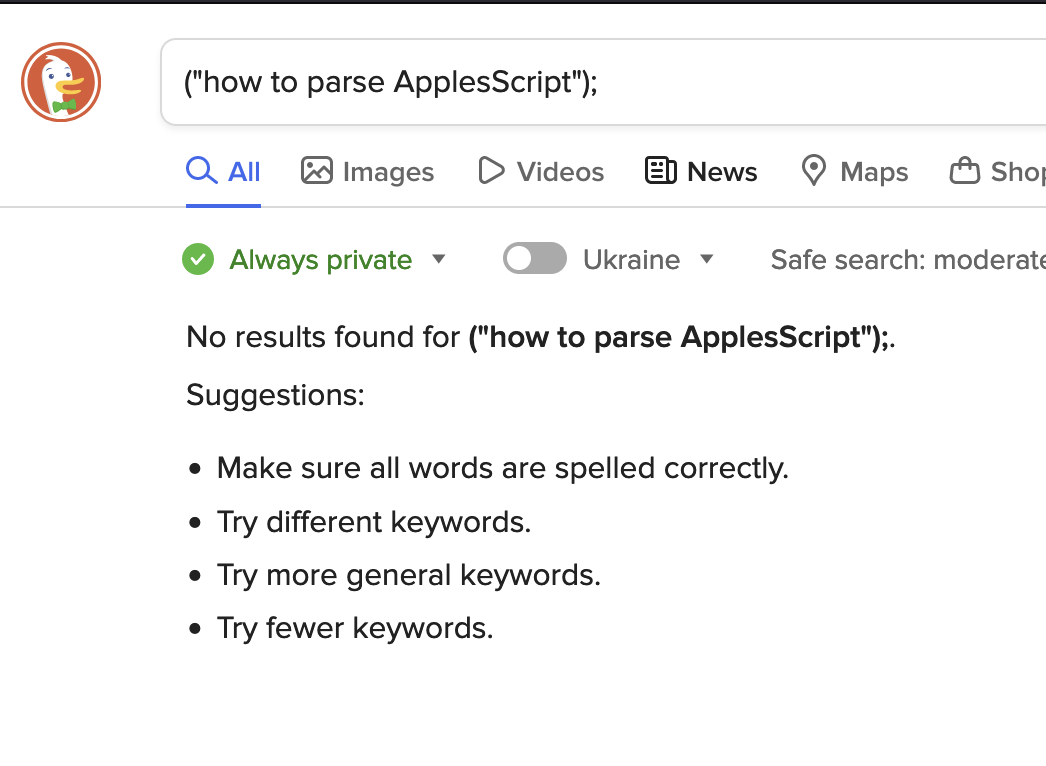 ("how to parse ApplesScript");
All Images Videos News Maps Shop
Always private Ukraine Safe search: moderate
No results found for ("how to parse ApplesScript");.
Suggestions:
• Make sure all words are spelled correctly.
• Try different keywords.
• Try more general keywords.
• Try fewer keywords.